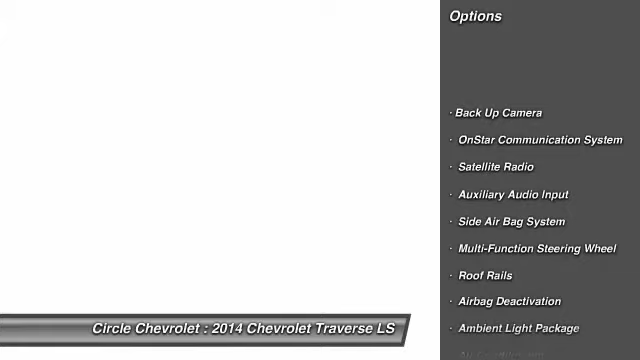 Options
· Back Up Camera
· OnStar Communication System
· Satellite Radio
· Auxiliary Audio Input
· Side Air Bag System
· Multi-Function Steering Wheel
· Roof Rails
· Airbag Deactivation
· Ambient Light Package
Circle Chevrolet : 2014 Chevrolet Traverse LS